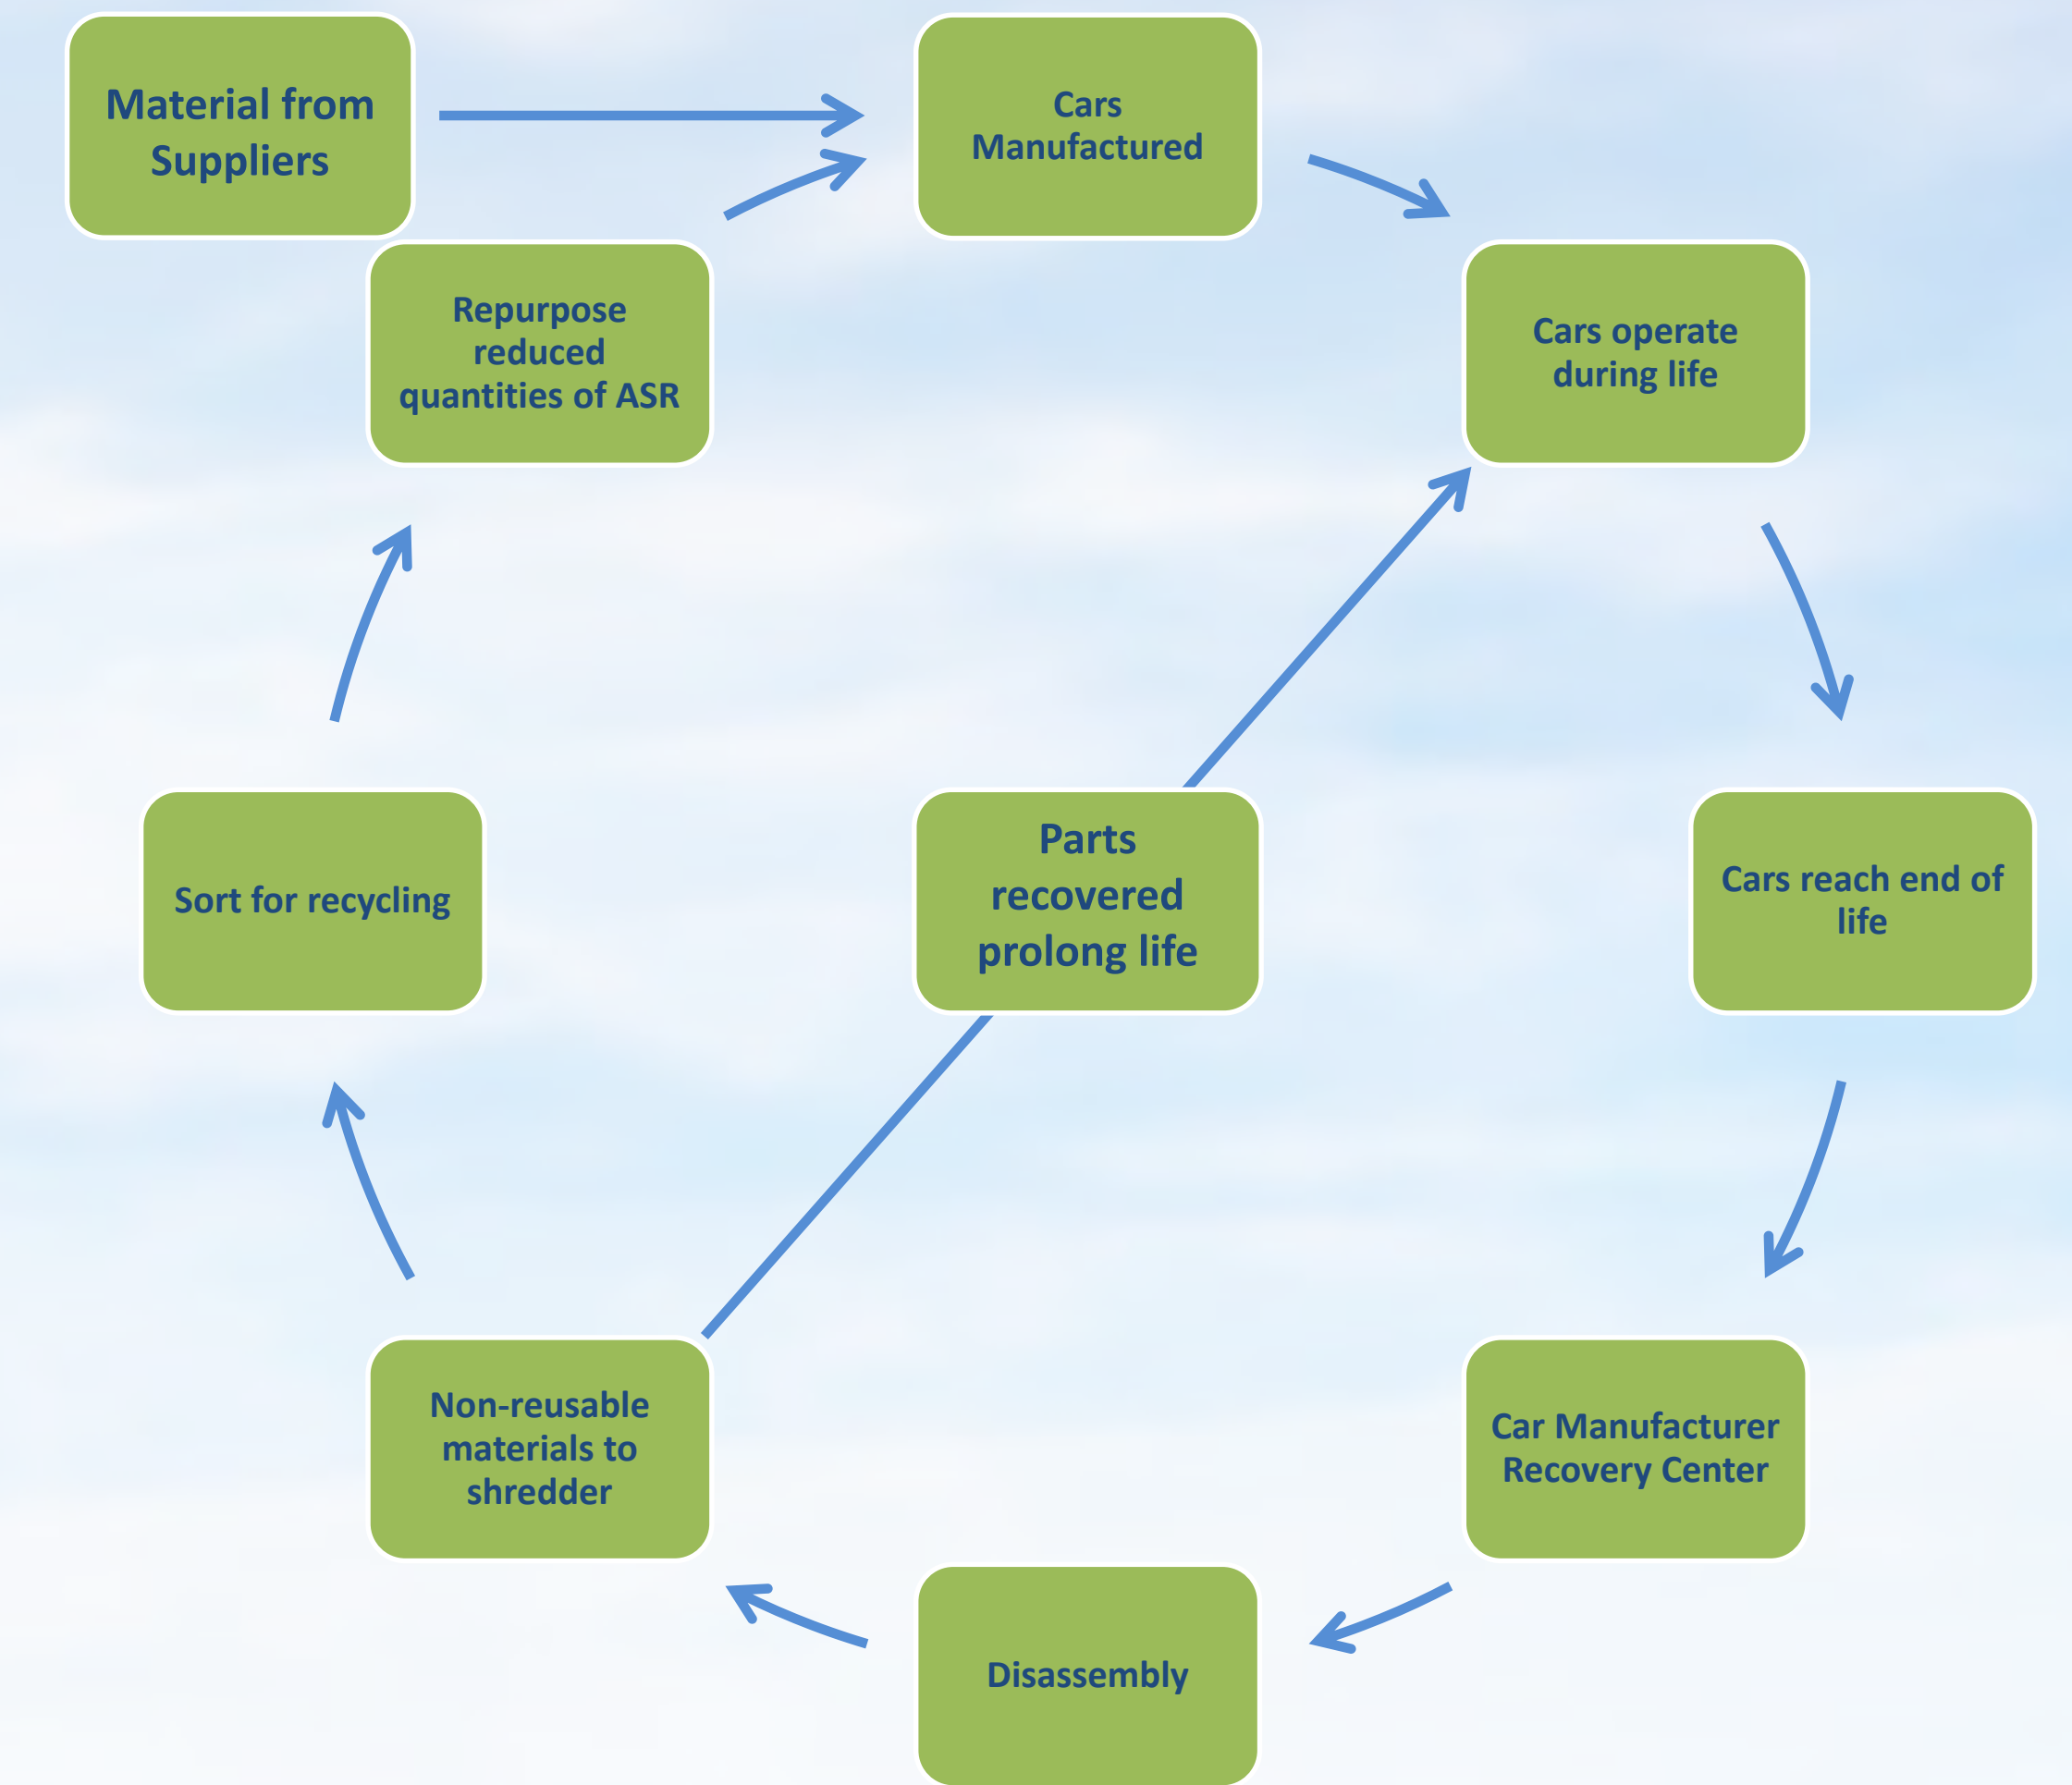 Material from
Suppliers
Cars
Manufactured
Repurpose
reduced
quantities of ASR
Cars operate
during life
Sort for recycling
Parts
recovered
prolong life
Cars reach end of
life
Non-reusable
materials to
shredder
Car Manufacturer
Recovery Center
Disassembly